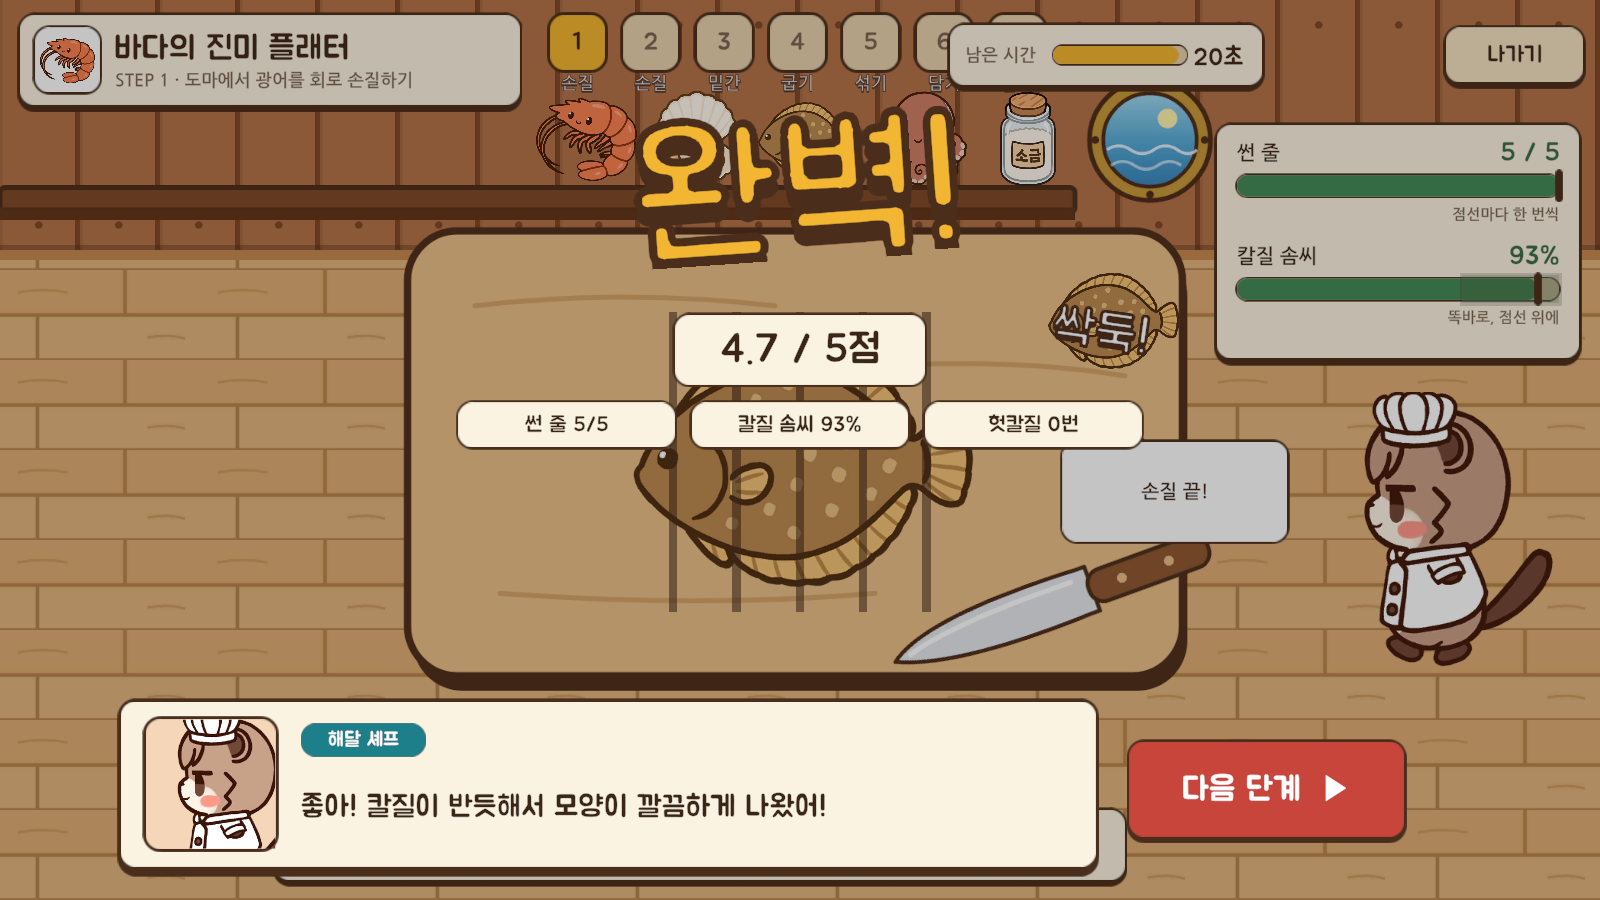 바다의 진미 플래터
STEP 1 · 도마에서 광어를 회로 손질하기
1
2
3
4
5
6
손질
손질
밑간
굽기
섞기
담기
남은 시간
20초
나가기
소금
완벽!
썬 줄
5 / 5
점선마다 한 번씩
칼질 솜씨
93%
똑바로, 점선 위에
싹둑!
4.7 / 5점
썬 줄 5/5
칼질 솜씨 93%
헛칼질 0번
손질 끝!
해달 셰프
좋아! 칼질이 반듯해서 모양이 깔끔하게 나왔어!
다음 단계